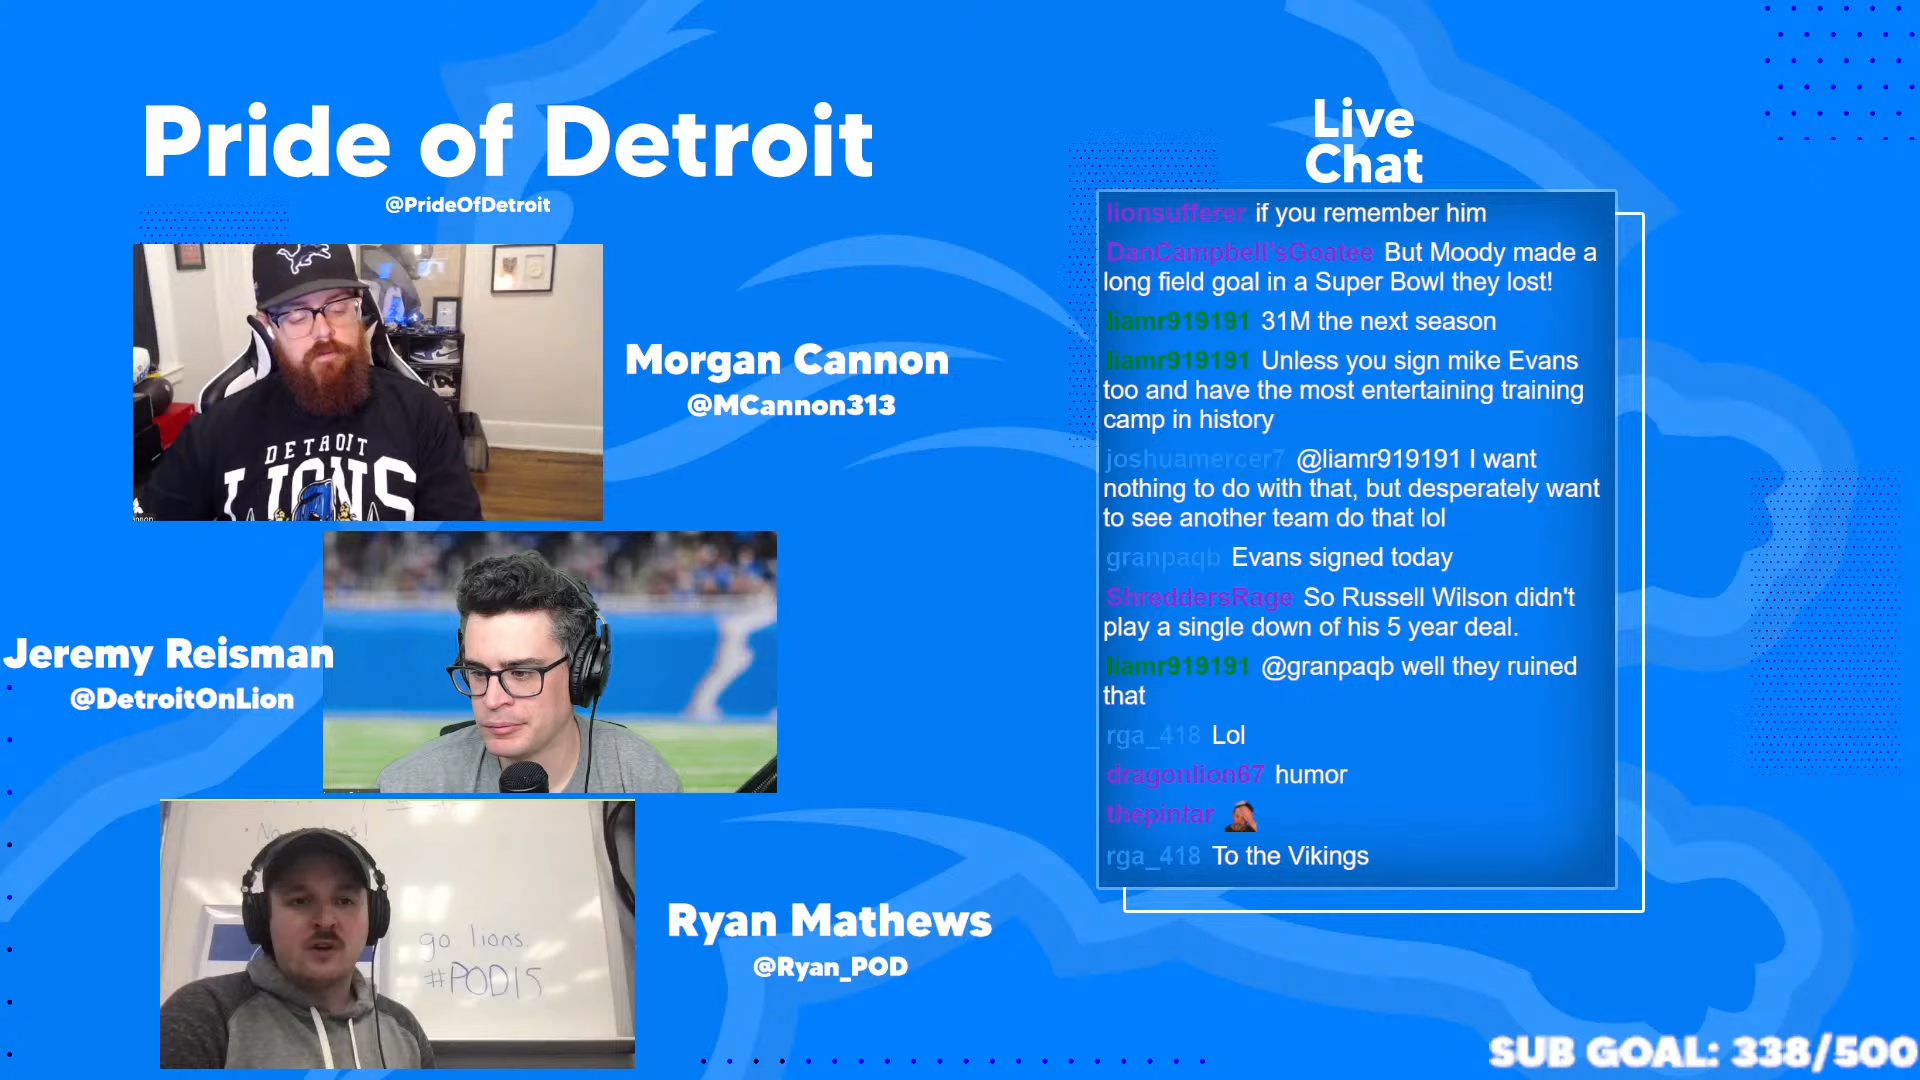 Pride of Detroit
@PrideOfDetroit
DETROIT
LIONS
Morgan Cannon
@MCannon313
Jeremy Reisman
@DetroitOnLion
go lions
#POD15
Ryan Mathews
@Ryan_POD
Live
Chat
lionsufferer if you remember him
DanCampbell'sGoatee But Moody made a
long field goal in a Super Bowl they lost!
liamr919191 31M the next season
liamr919191 Unless you sign mike Evans
too and have the most entertaining training
camp in history
joshuamercer7 @liamr919191 I want
nothing to do with that, but desperately want
to see another team do that lol
granpaqb Evans signed today
ShreddersRage So Russell Wilson didn't
play a single down of his 5 year deal.
liamr919191 @granpaqb well they ruined
that
rga_418 Lol
dragonlion67 humor
thepintar
rga_418 To the Vikings
SUB GOAL: 338/500